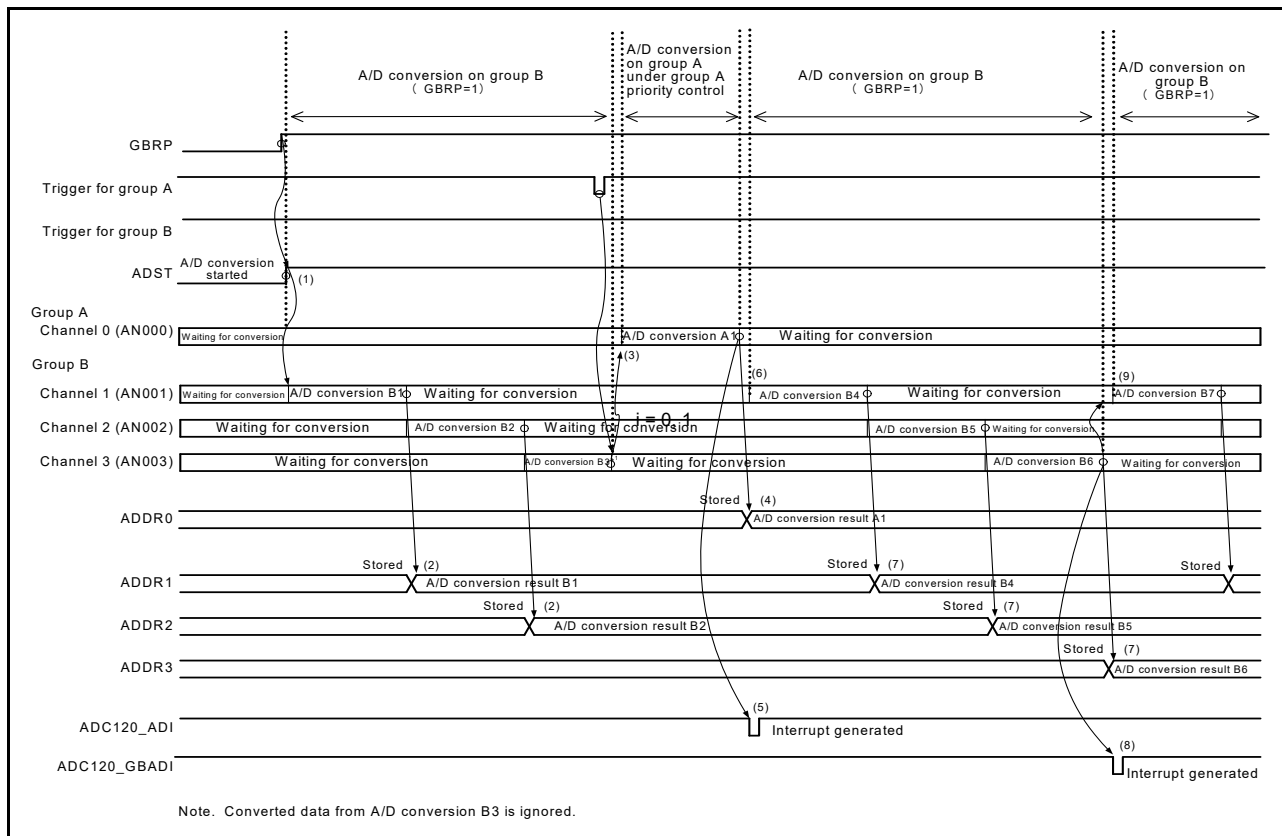 A/D conversion on group B
( GBRP=1)
A/D conversion
on group A
under group A
priority control
A/D conversion on group B
( GBRP=1)
A/D conversion on
group B
( GBRP=1)
GBRP
Trigger for group A
Trigger for group B
ADST
A/D conversion
started
(1)
Group A
Channel 0 (AN000)
Waiting for conversion
A/D conversion A1
Waiting for conversion
(3)
Group B
(6)
(9)
Channel 1 (AN001)
Waiting for conversion
A/D conversion B1
Waiting for conversion
A/D conversion B4
Waiting for conversion
A/D conversion B7
j = 0, 1
Channel 2 (AN002)
Waiting for conversion
A/D conversion B2
Waiting for conversion
A/D conversion B5
Waiting for conversion
Channel 3 (AN003)
Waiting for conversion
A/D conversion B3*1
Waiting for conversion
A/D conversion B6
Waiting for conversion
Stored (4)
ADDR0
A/D conversion result A1
Stored (2)
Stored (7)
Stored
ADDR1
A/D conversion result B1
A/D conversion result B4
Stored (2)
Stored (7)
ADDR2
A/D conversion result B2
A/D conversion result B5
Stored (7)
ADDR3
A/D conversion result B6
(5)
ADC120_ADI
Interrupt generated
(8)
ADC120_GBADI
Interrupt generated
Note. Converted data from A/D conversion B3 is ignored.